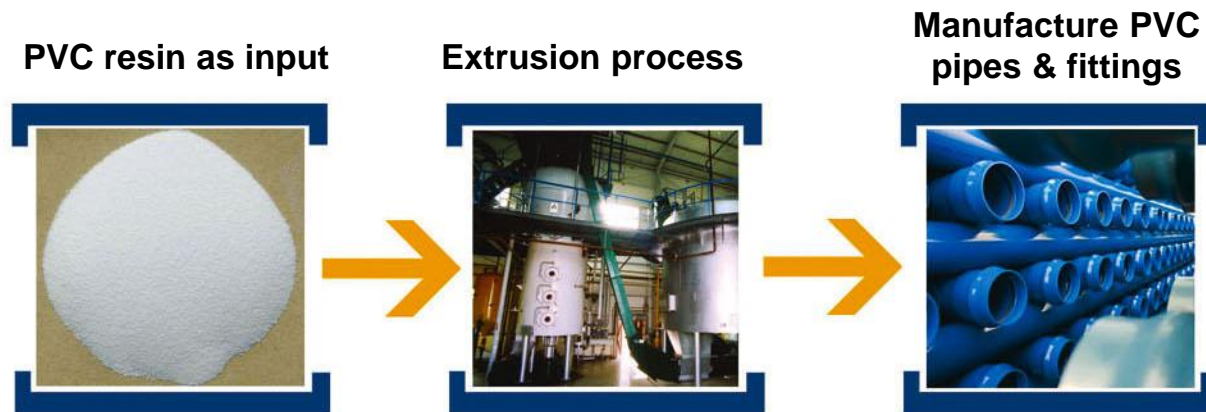 PVC resin as input
Extrusion process
Manufacture PVC
pipes & fittings